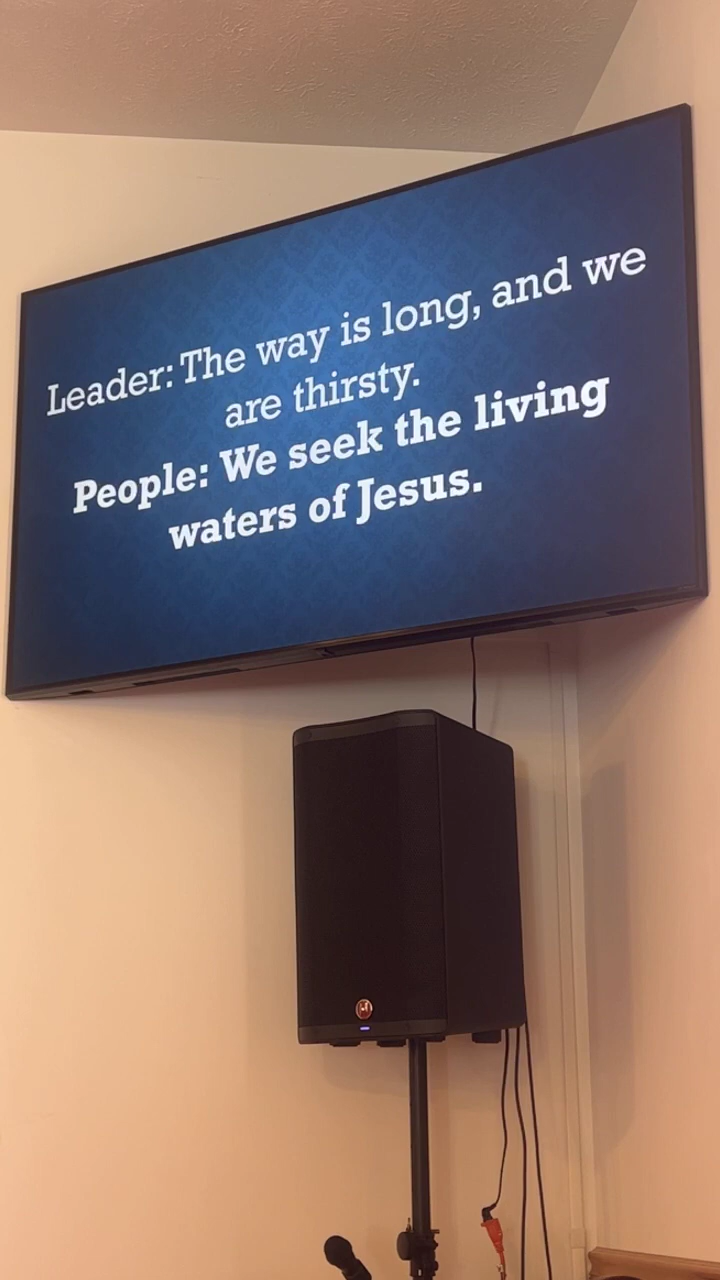 Leader: The way is long, and we
are thirsty.
People: We seek the living
waters of Jesus.